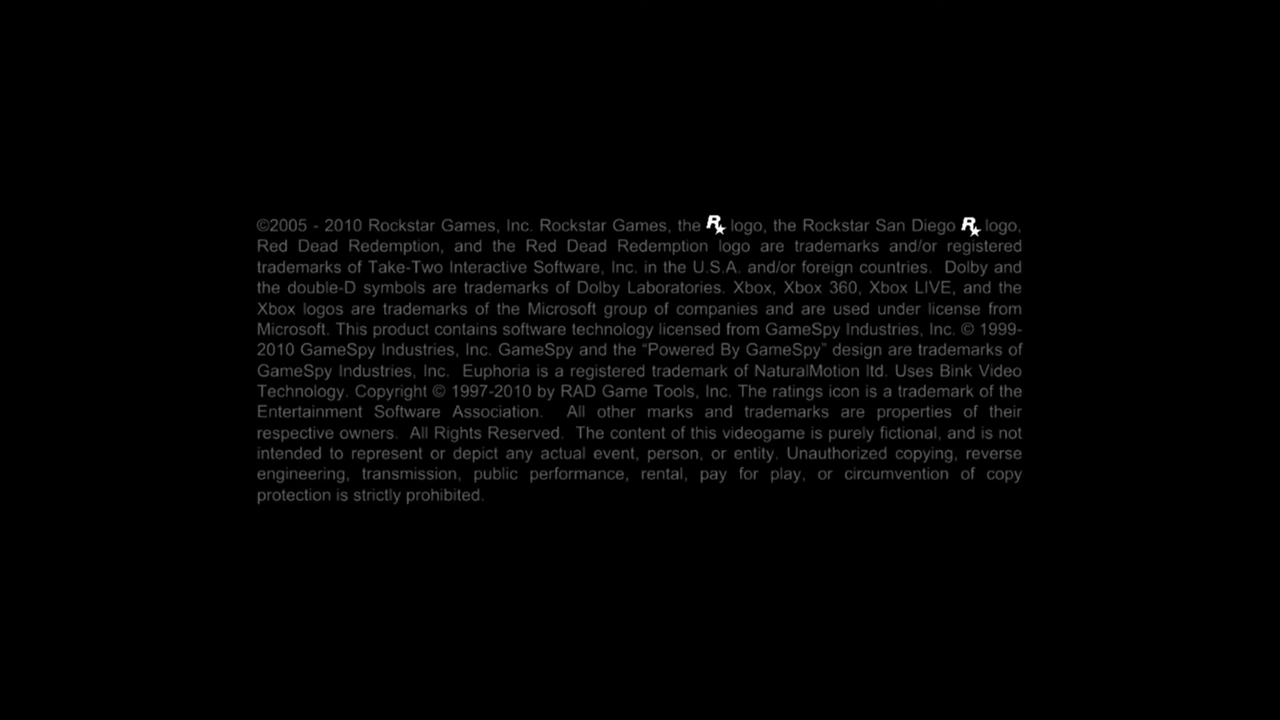 ©2005 - 2010 Rockstar Games, Inc. Rockstar Games, the R logo, the Rockstar San Diego R logo,
Red Dead Redemption, and the Red Dead Redemption logo are trademarks and/or registered
trademarks of Take-Two Interactive Software, Inc. in the U.S.A. and/or foreign countries.  Dolby and
the double-D symbols are trademarks of Dolby Laboratories. Xbox, Xbox 360, Xbox LIVE, and the
Xbox logos are trademarks of the Microsoft group of companies and are used under license from
Microsoft. This product contains software technology licensed from GameSpy Industries, Inc. © 1999-
2010 GameSpy Industries, Inc. GameSpy and the “Powered By GameSpy” design are trademarks of
GameSpy Industries, Inc.  Euphoria is a registered trademark of NaturalMotion ltd. Uses Bink Video
Technology. Copyright © 1997-2010 by RAD Game Tools, Inc. The ratings icon is a trademark of the
Entertainment Software Association.  All other marks and trademarks are properties of their
respective owners.  All Rights Reserved.  The content of this videogame is purely fictional, and is not
intended to represent or depict any actual event, person, or entity. Unauthorized copying, reverse
engineering, transmission, public performance, rental, pay for play, or circumvention of copy
protection is strictly prohibited.